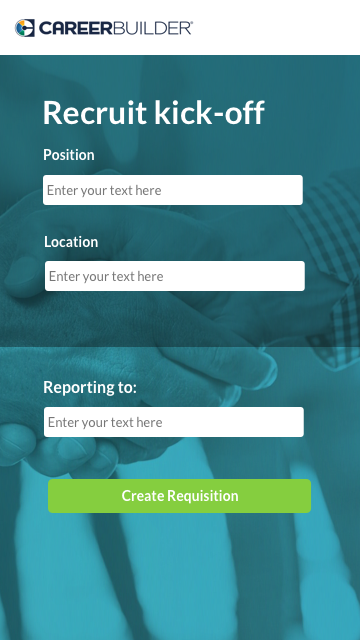 CAREERBUILDER®
Recruit kick-off
Position
Enter your text here
Location
Enter your text here
Reporting to:
Enter your text here
Create Requisition